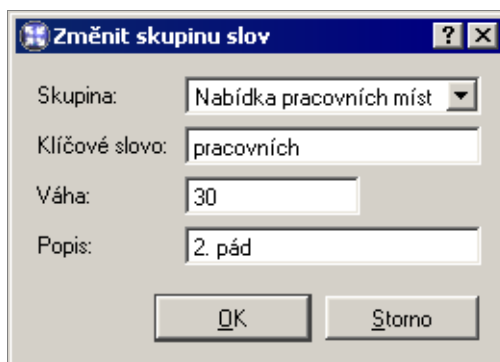 Změnit skupinu slov
Skupina: Nabídka pracovních míst
Klíčové slovo: pracovních
Váha: 30
Popis: 2. pád
OK Storno